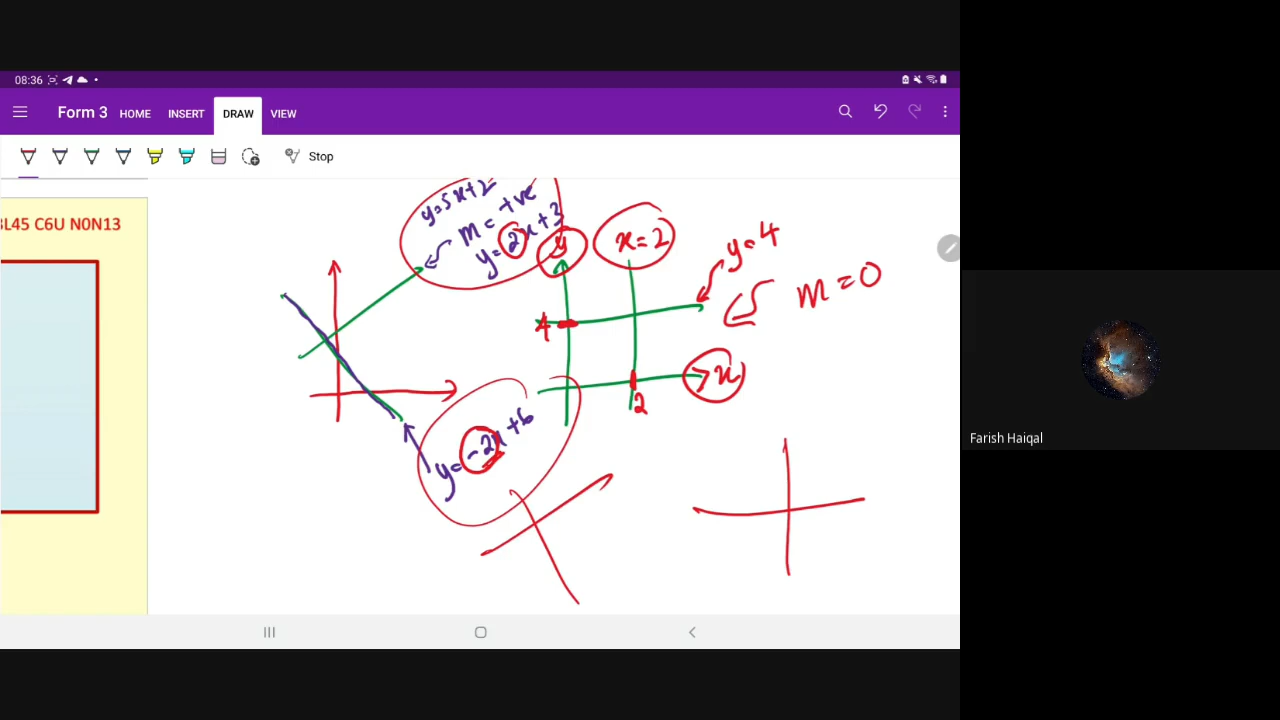 08:36
Form 3 HOME INSERT DRAW VIEW
Stop
BL45 C6U N0N13
y=5x+2
m=+ve
y=2x+3
y
x=2
y=4
m=0
4
x
2
y=-2x+6
Farish Haiqal